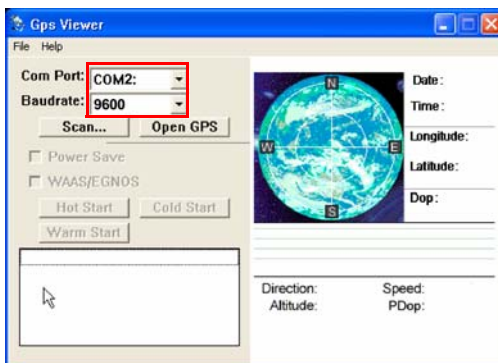 Gps Viewer
File Help
Com Port: COM2:
Baudrate: 9600
Scan... Open GPS
Power Save
WAAS/EGNOS
Hot Start Cold Start
Warm Start
N
W E
S
Date :
Time :
Longitude:
Latitude:
Dop :
Direction: Speed:
Altitude: PDop: